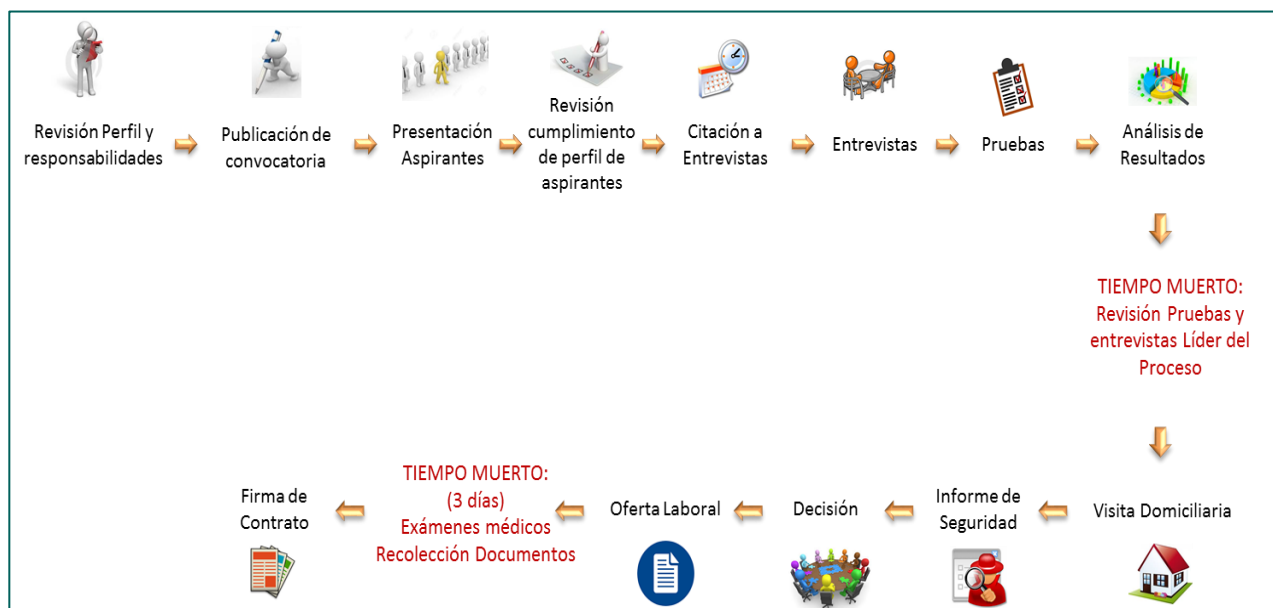 Revisión Perfil y
responsabilidades
Publicación de
convocatoria
Presentación
Aspirantes
Revisión
cumplimiento
de perfil de
aspirantes
Citación a
Entrevistas
Entrevistas
Pruebas
Análisis de
Resultados
TIEMPO MUERTO:
Revisión Pruebas y
entrevistas Líder del
Proceso
Visita Domiciliaria
Informe de
Seguridad
Decisión
Oferta Laboral
TIEMPO MUERTO:
(3 días)
Exámenes médicos
Recolección Documentos
Firma de
Contrato